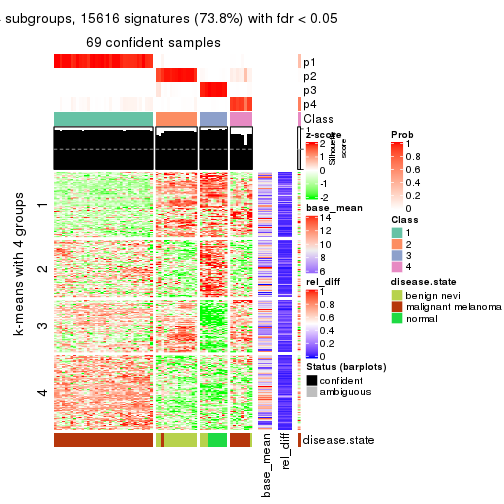 subgroups, 15616 signatures (73.8%) with fdr < 0.05
69 confident samples
p1
p2
p3
p4
Class
1
z-score
2
1
0
-1
-2
Silhouette
score
base_mean
14
12
10
8
6
rel_diff
1
0.8
0.6
0.4
0.2
0
Status (barplots)
confident
ambiguous
Prob
1
0.8
0.6
0.4
0.2
0
Class
1
2
3
4
disease.state
benign nevi
malignant melanoma
normal
k-means with 4 groups
1
2
3
4
disease.state
base_mean
rel_diff